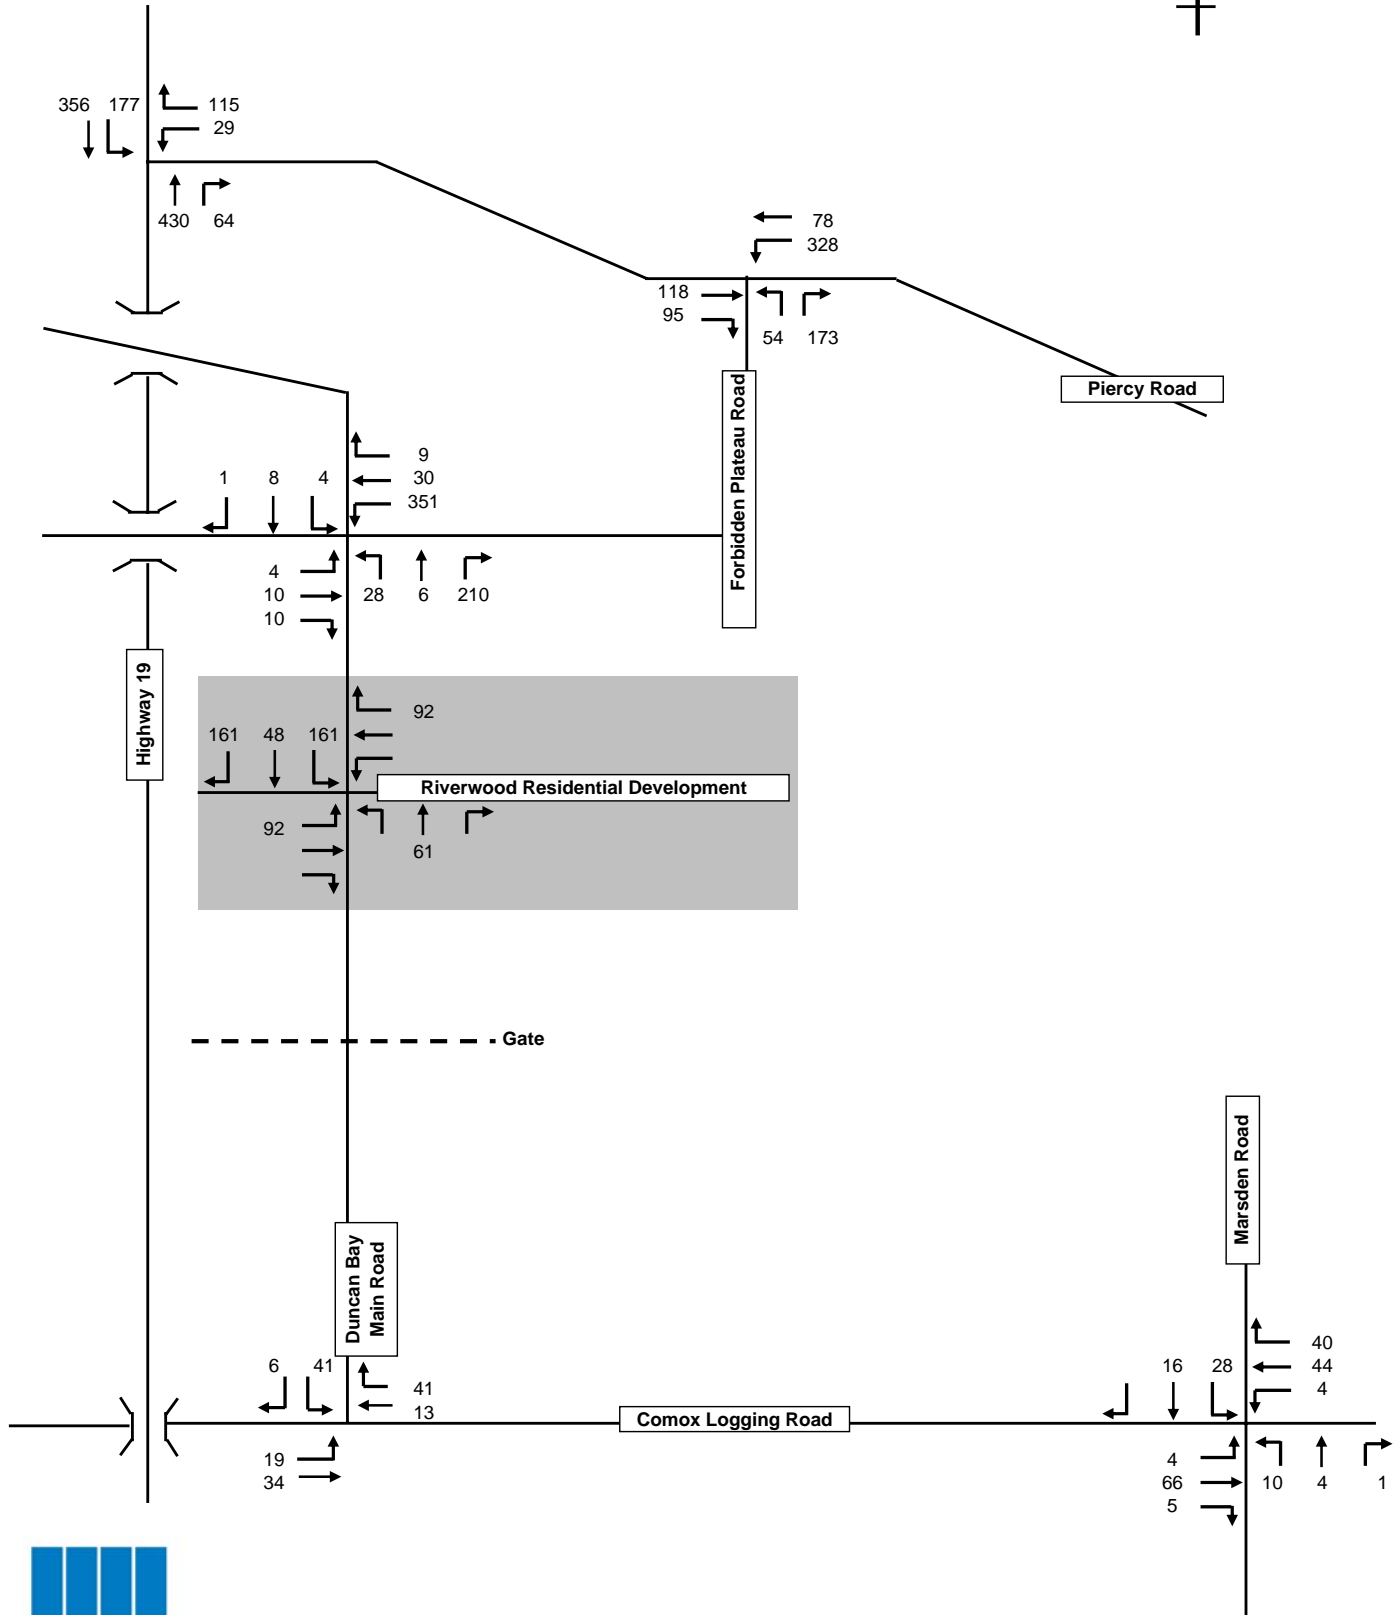 356 177 115
29
430 64
78
328
118
95
54 173
Piercy Road
Forbidden Plateau Road
9
1 8 4 30
351
4
10 28 6 210
10
Highway 19
92
161 48 161
Riverwood Residential Development
92
61
Gate
Marsden Road
Duncan Bay
Main Road
6 41
41
13
Comox Logging Road
19
34
40
16 28 44
4
4
66 10 4 1
5